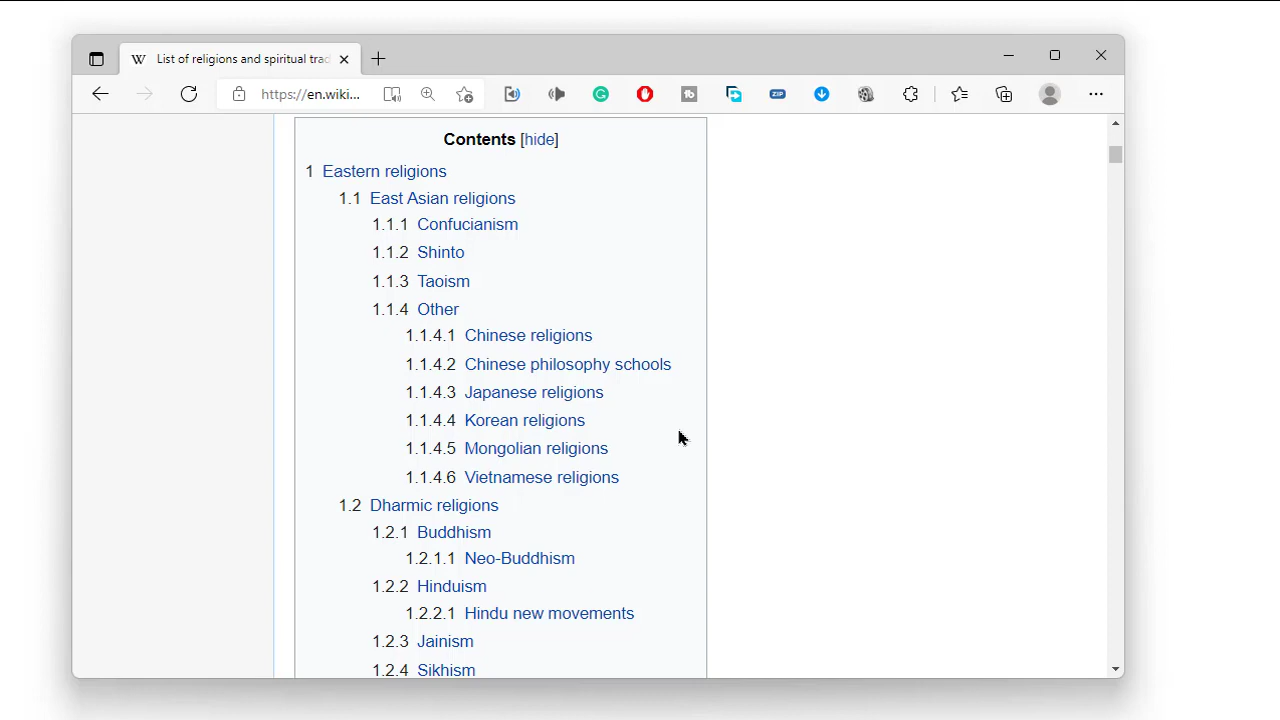 List of religions and spiritual trad
https://en.wiki...
Contents [hide]
1 Eastern religions
1.1 East Asian religions
1.1.1 Confucianism
1.1.2 Shinto
1.1.3 Taoism
1.1.4 Other
1.1.4.1 Chinese religions
1.1.4.2 Chinese philosophy schools
1.1.4.3 Japanese religions
1.1.4.4 Korean religions
1.1.4.5 Mongolian religions
1.1.4.6 Vietnamese religions
1.2 Dharmic religions
1.2.1 Buddhism
1.2.1.1 Neo-Buddhism
1.2.2 Hinduism
1.2.2.1 Hindu new movements
1.2.3 Jainism
1.2.4 Sikhism